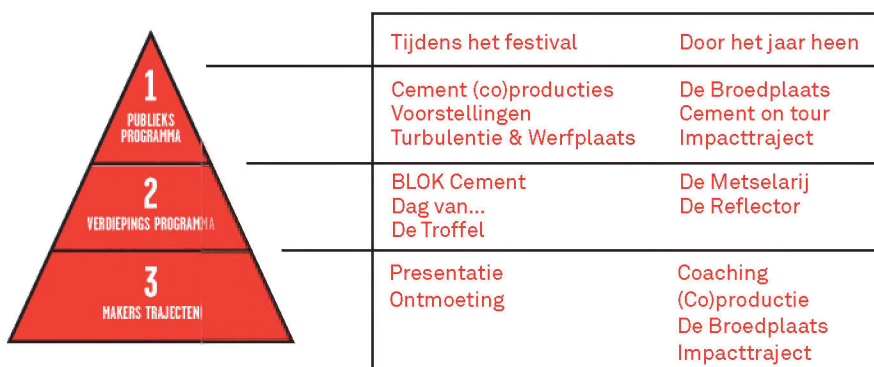 1
PUBLIEKS
PROGRAMMA
2
VERDIEPINGS PROGRAMMA
3
MAKERS TRAJECTEN
Tijdens het festival
Door het jaar heen
Cement (co)producties
Voorstellingen
Turbulentie & Werfplaats
De Broedplaats
Cement on tour
Impacttraject
BLOK Cement
Dag van...
De Troffel
De Metselarij
De Reflector
Presentatie
Ontmoeting
Coaching
(Co)productie
De Broedplaats
Impacttraject